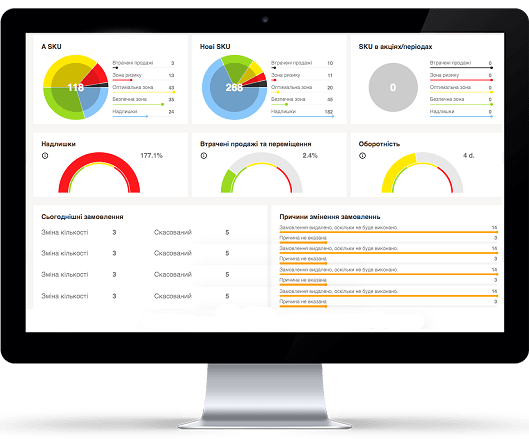 A SKU
118
Втрачені продажі 3
Зона ризику 13
Оптимальна зона 43
Безпечна зона 35
Надлишки 24
Нові SKU
268
Втрачені продажі 10
Зона ризику 11
Оптимальна зона 20
Безпечна зона 45
Надлишки 182
SKU в акціях/періодах
0
Втрачені продажі 0
Зона ризику 0
Оптимальна зона 0
Безпечна зона 0
Надлишки 0
Надлишки
177.1%
Втрачені продажі та переміщення
2.4%
Оборотність
4 d.
Сьогоднішні замовлення
Зміна кількості 3 Скасований 5
Зміна кількості 3 Скасований 5
Зміна кількості 3 Скасований 5
Зміна кількості 3 Скасований 5
Причини змінення замовленнь
Замовлення видалено, оскільки не буде виконано. 14
Причина не вказана 3
Замовлення видалено, оскільки не буде виконано. 14
Причина не вказана 3
Замовлення видалено, оскільки не буде виконано. 14
Причина не вказана 3
Замовлення видалено, оскільки не буде виконано. 14
Причина не вказана 3